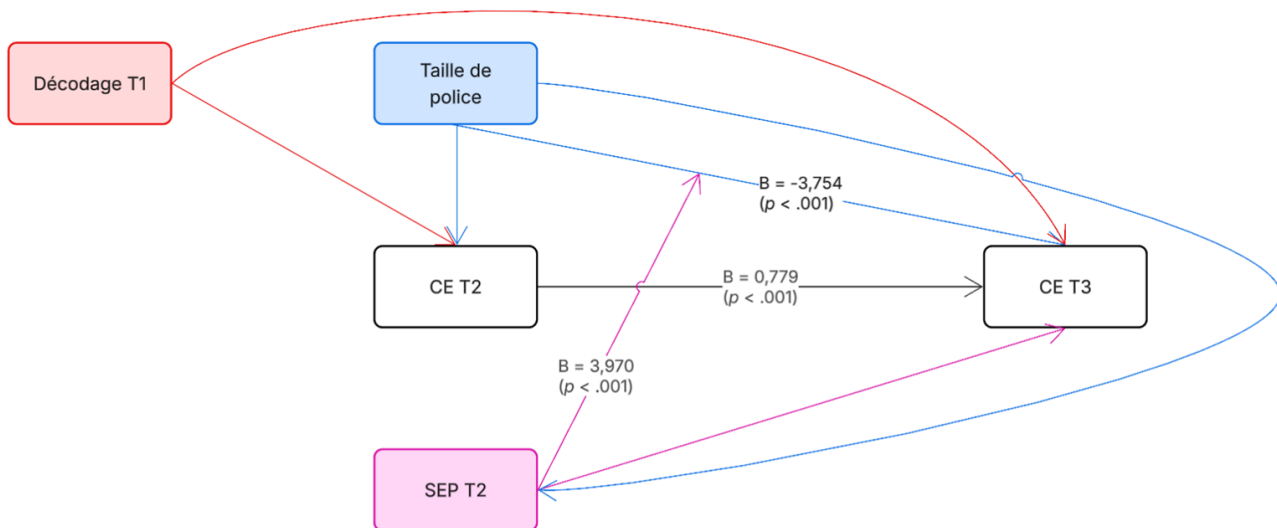 Décodage T1
Taille de
police
B = -3,754
(p < .001)
CE T2
B = 0,779
(p < .001)
CE T3
B = 3,970
(p < .001)
SEP T2